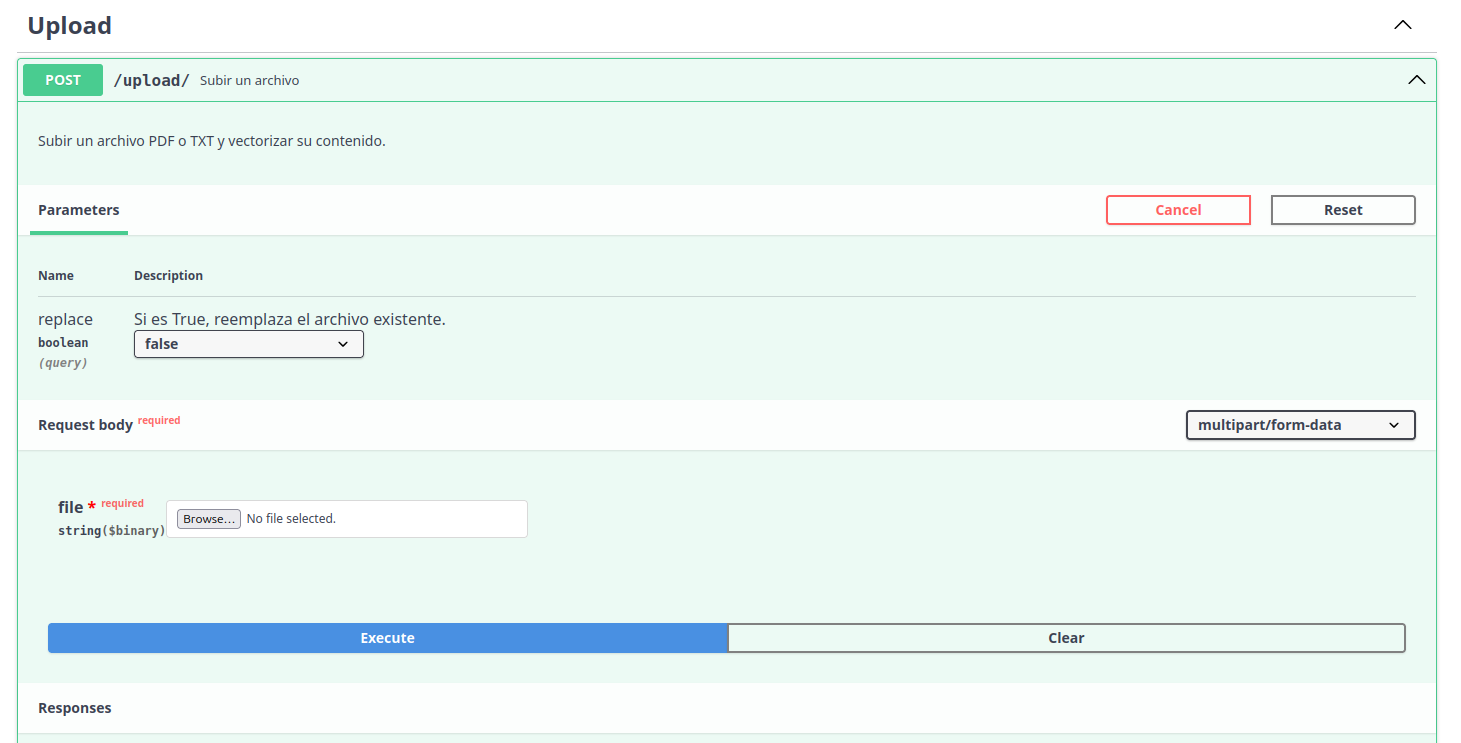 Upload
POST /upload/ Subir un archivo
Subir un archivo PDF o TXT y vectorizar su contenido.
Parameters Cancel Reset
Name Description
replace Si es True, reemplaza el archivo existente.
boolean false
(query)
Request body required multipart/form-data
file * required
Browse... No file selected.
string($binary)
Execute Clear
Responses